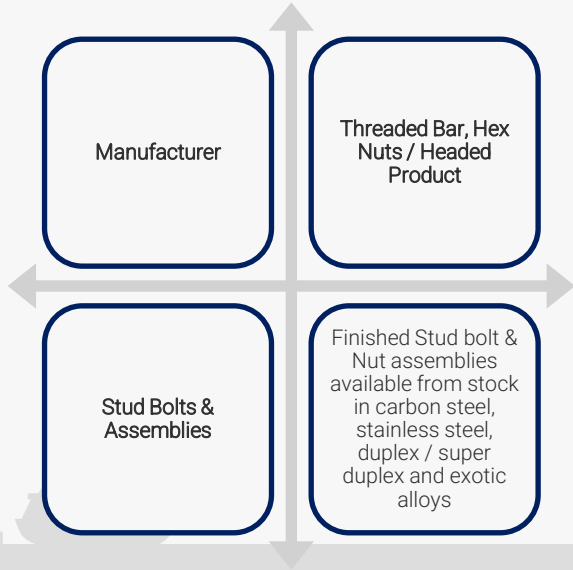 Manufacturer
Threaded Bar, Hex
Nuts / Headed
Product
Stud Bolts &
Assemblies
Finished Stud bolt &
Nut assemblies
available from stock
in carbon steel,
stainless steel,
duplex / super
duplex and exotic
alloys